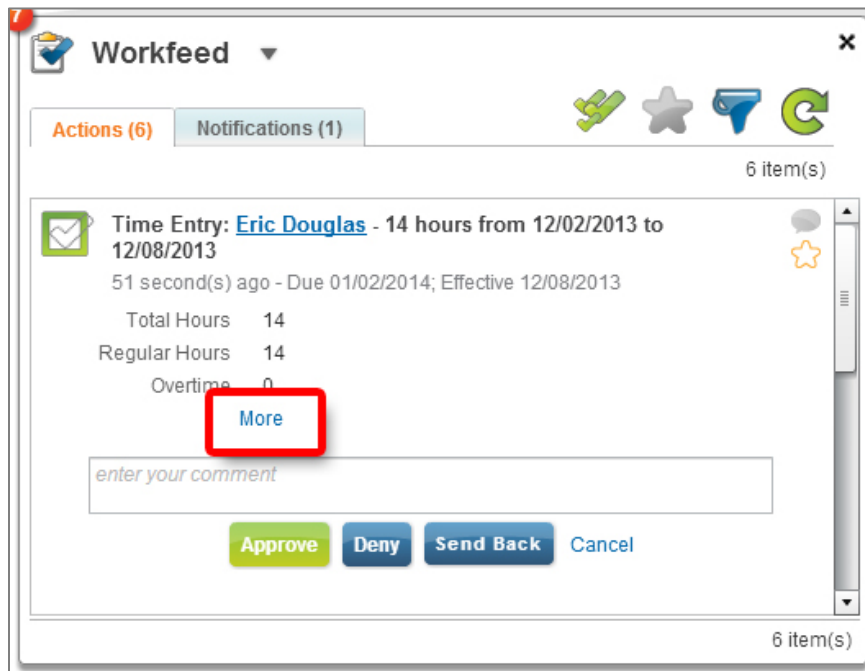 7
Workfeed
Actions (6)
Notifications (1)
6 item(s)
Time Entry: Eric Douglas - 14 hours from 12/02/2013 to
12/08/2013
51 second(s) ago - Due 01/02/2014; Effective 12/08/2013
Total Hours 14
Regular Hours 14
Overtime 0
More
enter your comment
Approve Deny Send Back Cancel
6 item(s)